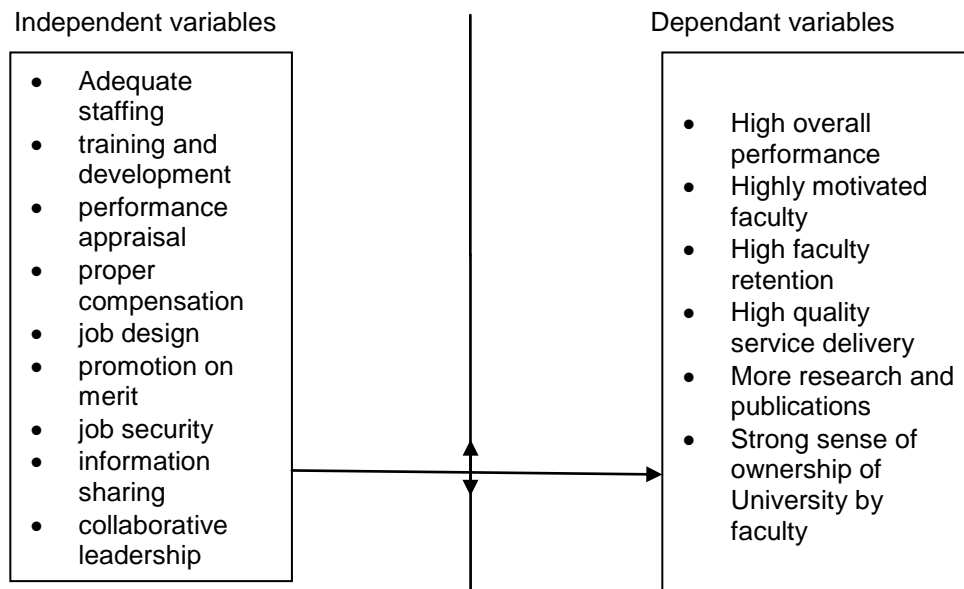 Independent variables
• Adequate
staffing
• training and
development
• performance
appraisal
• proper
compensation
• job design
• promotion on
merit
• job security
• information
sharing
• collaborative
leadership
Dependant variables
• High overall
performance
• Highly motivated
faculty
• High faculty
retention
• High quality
service delivery
• More research and
publications
• Strong sense of
ownership of
University by
faculty